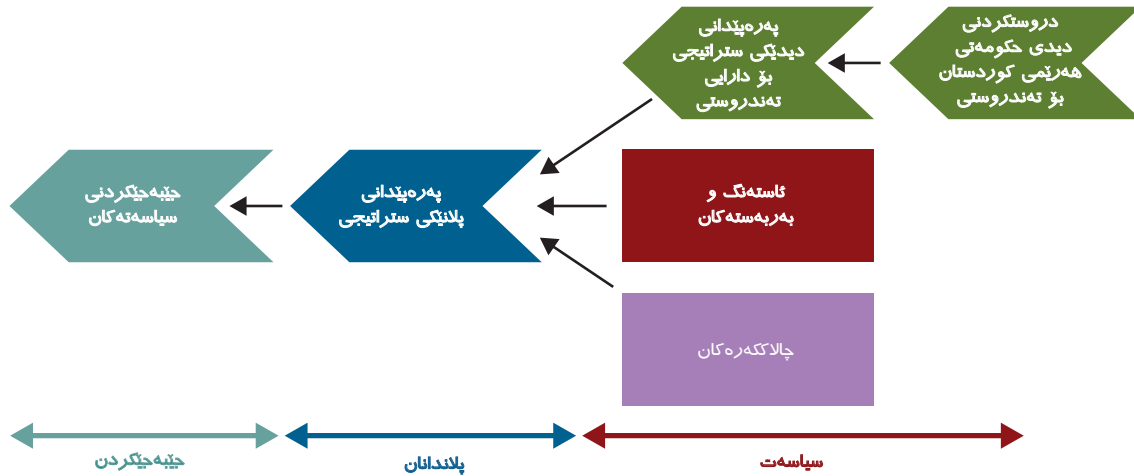 دروستکردنی
دیدی حکومەتی
هەرێمی کوردستان
بۆ تەندروستی
پەرەپێدانی
دیدێکی ستراتیجی
بۆ دارایی
تەندروستی
ئاستەنگ و
بەربەستەکان
چالاککەرەکان
پەرەپێدانی
پلانێکی ستراتیجی
جێبەجێکردنی
سیاسەتەکان
سیاسەت
پلاندانان
جێبەجێکردن